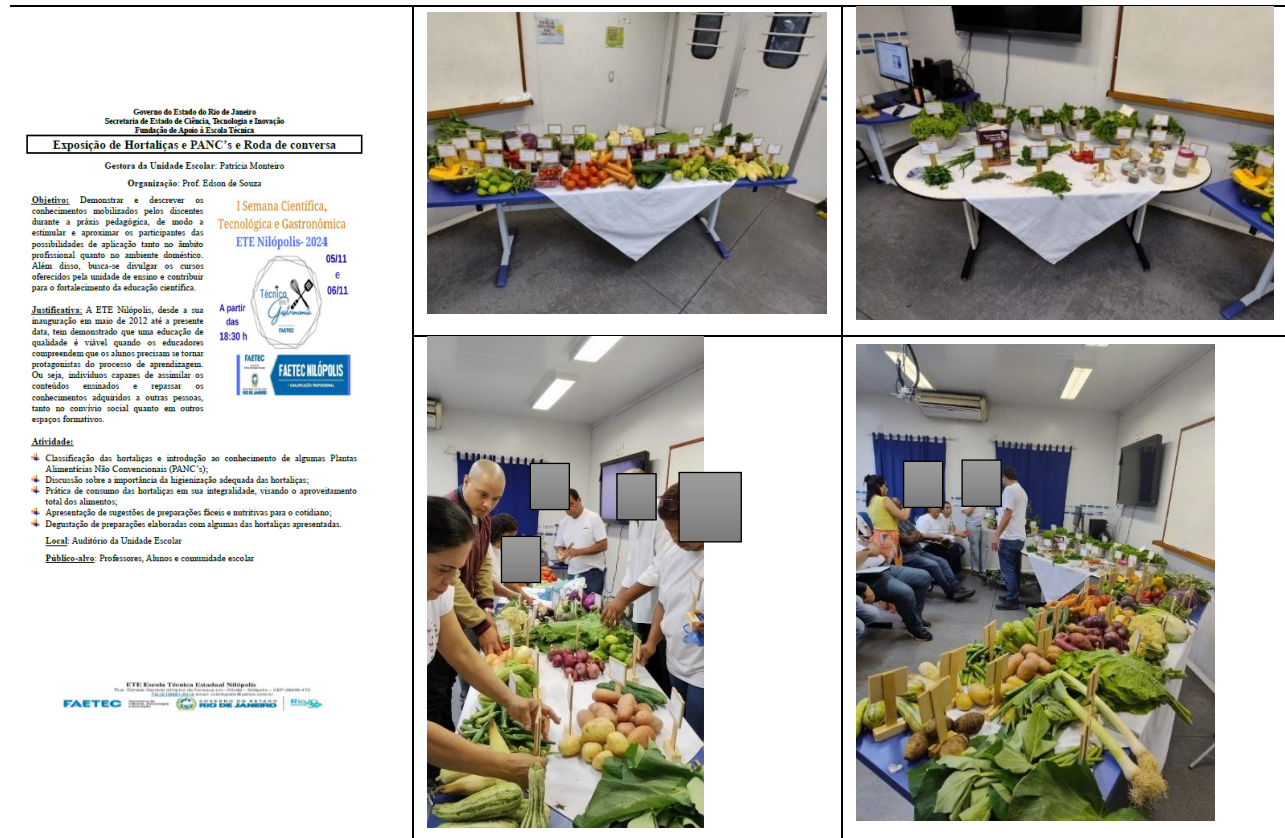 Governo do Estado do Rio de Janeiro
Secretaria de Estado de Ciência, Tecnologia e Inovação
Fundação de Apoio à Escola Técnica
Exposição de Hortaliças e PANC's e Roda de conversa
Gestora da Unidade Escolar: Patrícia Monteiro
Organização: Prof. Edson de Souza
Objetivo: Demonstrar e descrever os
conhecimentos mobilizados pelos discentes
durante a práxis pedagógica, de modo a
estimular e aproximar os participantes das
possibilidades de aplicação tanto no âmbito
profissional quanto no ambiente doméstico.
Além disso, busca-se divulgar os cursos
oferecidos pela unidade de ensino e contribuir
para o fortalecimento da educação científica.
Justificativa: A ETE Nilópolis, desde a sua
inauguração em maio de 2012 até a presente
data, tem demonstrado que uma educação de
qualidade é viável quando os educadores
compreendem que os alunos precisam se tornar
protagonistas do processo de aprendizagem.
Ou seja, indivíduos capazes de assimilar os
conteúdos ensinados e repassar os
conhecimentos adquiridos a outras pessoas,
tanto no convívio social quanto em outros
espaços formativos.
I Semana Científica,
Tecnológica e Gastronômica
ETE Nilópolis- 2024
05/11
e
06/11
A partir
das
18:30 h
Técnico
em
Gastronomia
FAETEC
FAETEC
RIO DE JANEIRO
FAETEC NILÓPOLIS
QUALIFICAÇÃO PROFISSIONAL
Atividade:
Classificação das hortaliças e introdução ao conhecimento de algumas Plantas
Alimentícias Não Convencionais (PANC's);
Discussão sobre a importância da higienização adequada das hortaliças;
Prática de consumo das hortaliças em sua integralidade, visando o aproveitamento
total dos alimentos;
Apresentação de sugestões de preparações fáceis e nutritivas para o cotidiano;
Degustação de preparações elaboradas com algumas das hortaliças apresentadas.
Local: Auditório da Unidade Escolar
Público-alvo: Professores, Alunos e comunidade escolar
ETE Escola Técnica Estadual Nilópolis
FAETEC
Secretaria de
Ciência, Tecnologia
e Inovação
GOVERNO DO ESTADO
RIO DE JANEIRO